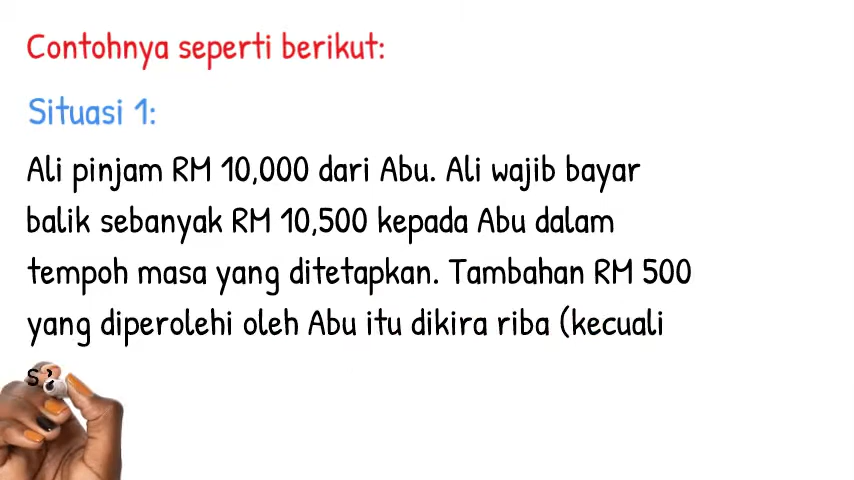 Contohnya seperti berikut:
Situasi 1:
Ali pinjam RM 10,000 dari Abu. Ali wajib bayar
balik sebanyak RM 10,500 kepada Abu dalam
tempoh masa yang ditetapkan. Tambahan RM 500
yang diperolehi oleh Abu itu dikira riba (kecuali